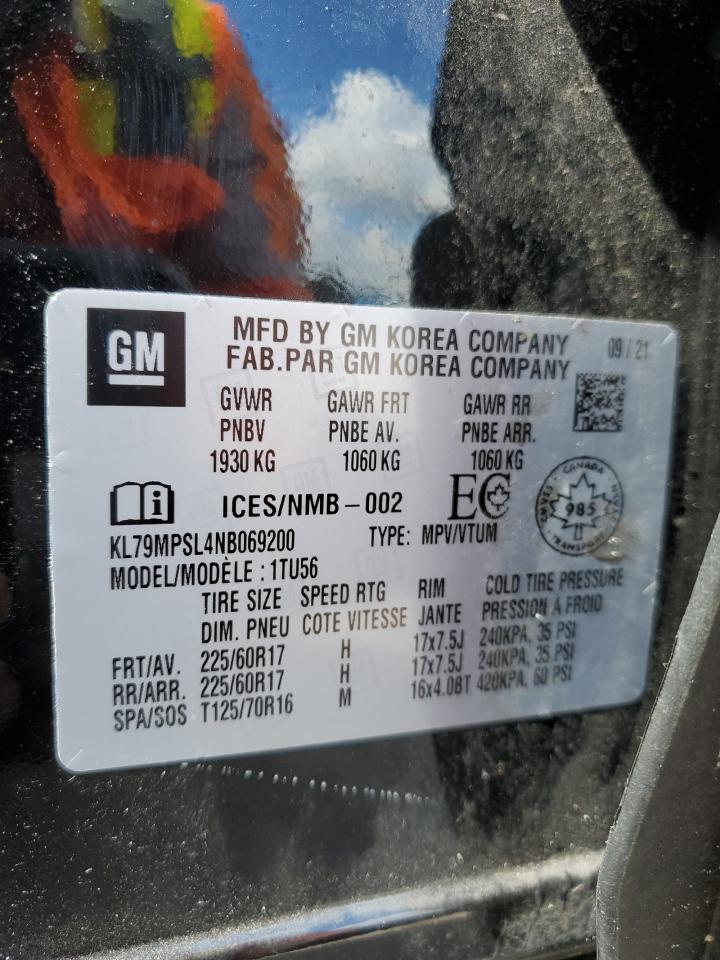 GM
MFD BY GM KOREA COMPANY 09 / 21
FAB.PAR GM KOREA COMPANY
GVWR GAWR FRT GAWR RR
PNBV PNBE AV. PNBE ARR.
1930 KG 1060 KG 1060 KG
i ICES/NMB – 002 EC
CANADA
985
TRANSPORT
KL79MPSL4NB069200 TYPE: MPV/VTUM
MODEL/MODÈLE : 1TU56
TIRE SIZE SPEED RTG RIM COLD TIRE PRESSURE
DIM. PNEU COTE VITESSE JANTE PRESSION A FROID
FRT/AV. 225/60R17 H 17x7.5J 240KPA, 35 PSI
RR/ARR. 225/60R17 H 17x7.5J 240KPA, 35 PSI
SPA/SOS T125/70R16 M 16x4.0BT 420KPA, 60 PSI